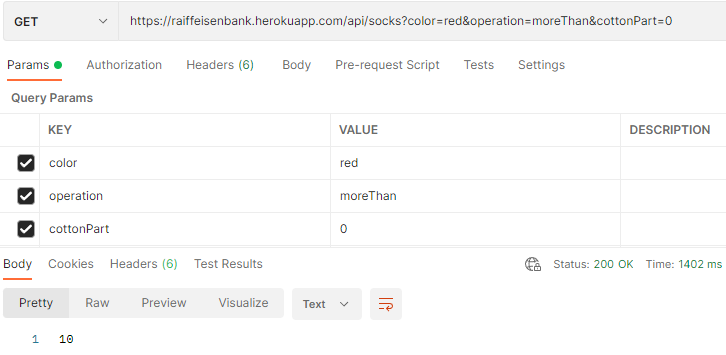 GET https://raiffeisenbank.herokuapp.com/api/socks?color=red&operation=moreThan&cottonPart=0
Params Authorization Headers (6) Body Pre-request Script Tests Settings
Query Params
KEY VALUE DESCRIPTION
color red
operation moreThan
cottonPart 0
Body Cookies Headers (6) Test Results Status: 200 OK Time: 1402 ms
Pretty Raw Preview Visualize Text
1 10